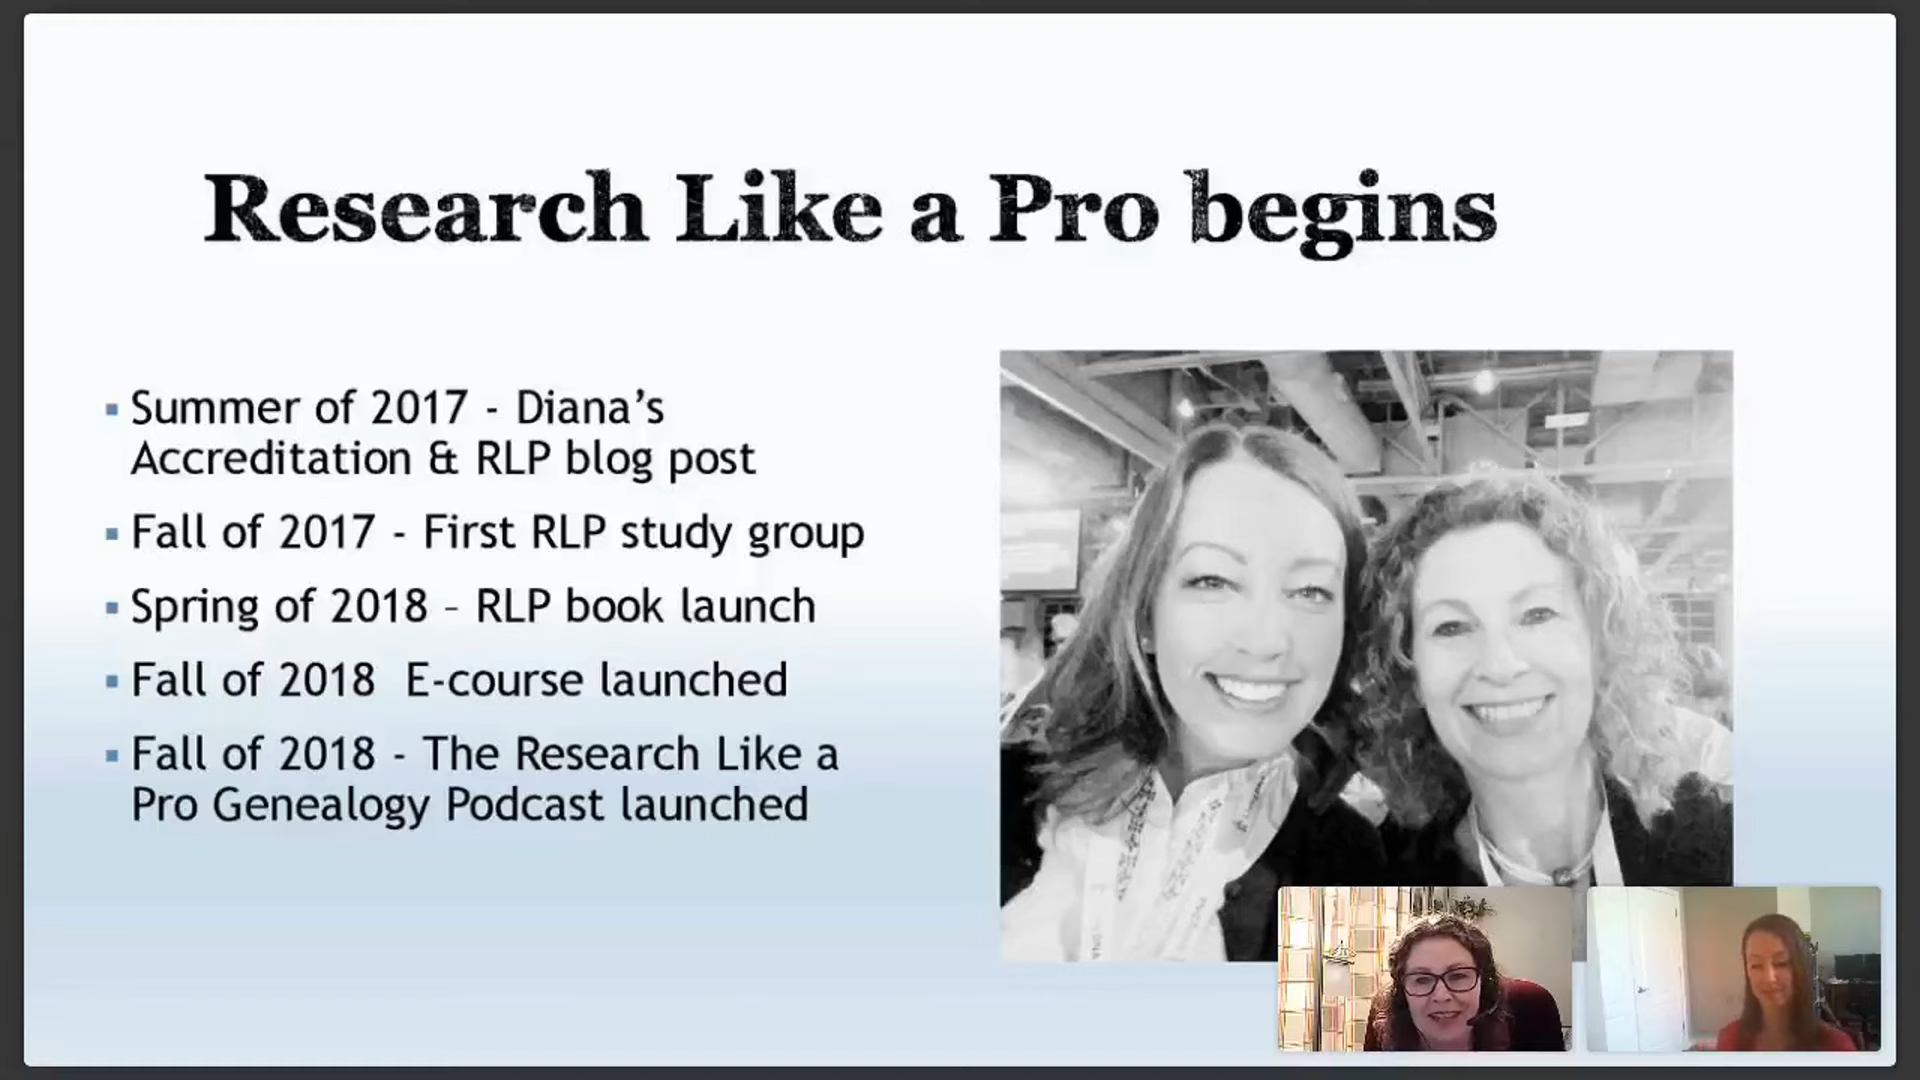 Research Like a Pro begins
▪ Summer of 2017 - Diana's
Accreditation & RLP blog post
▪ Fall of 2017 - First RLP study group
▪ Spring of 2018 – RLP book launch
▪ Fall of 2018  E-course launched
▪ Fall of 2018 - The Research Like a
Pro Genealogy Podcast launched